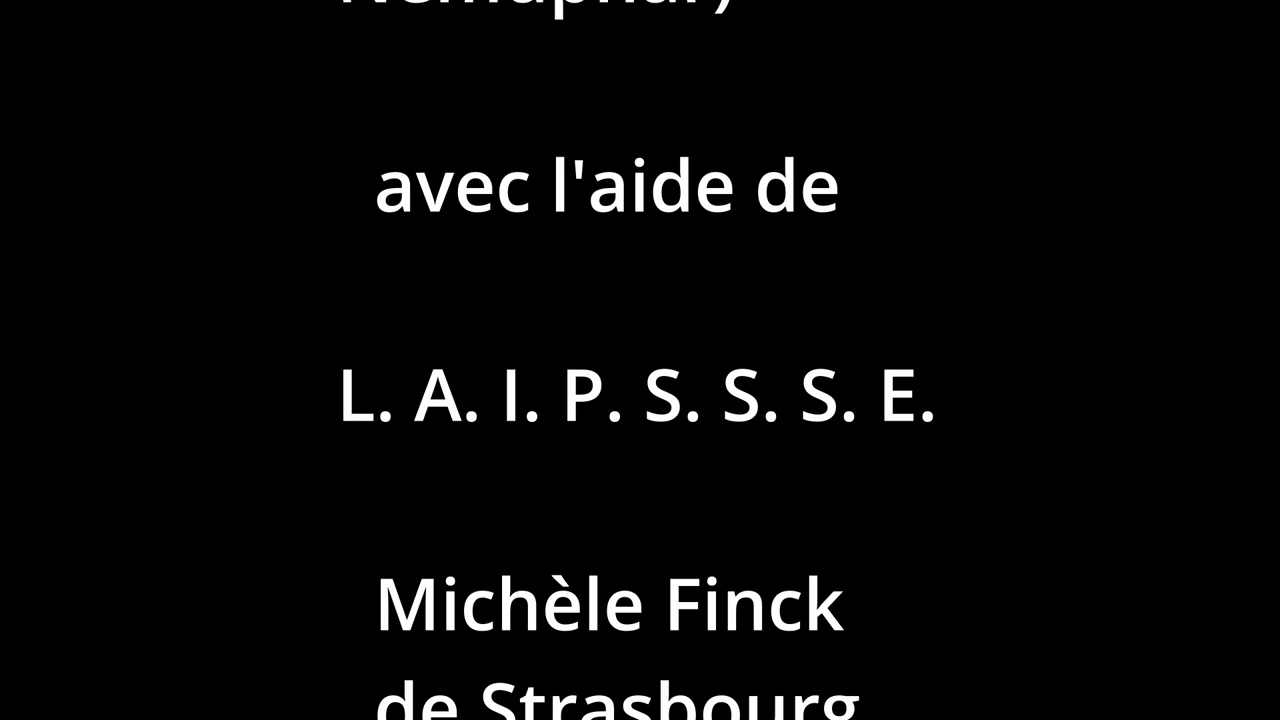 avec l'aide de
L. A. I. P. S. S. S. E.
Michèle Finck
de Strasbourg